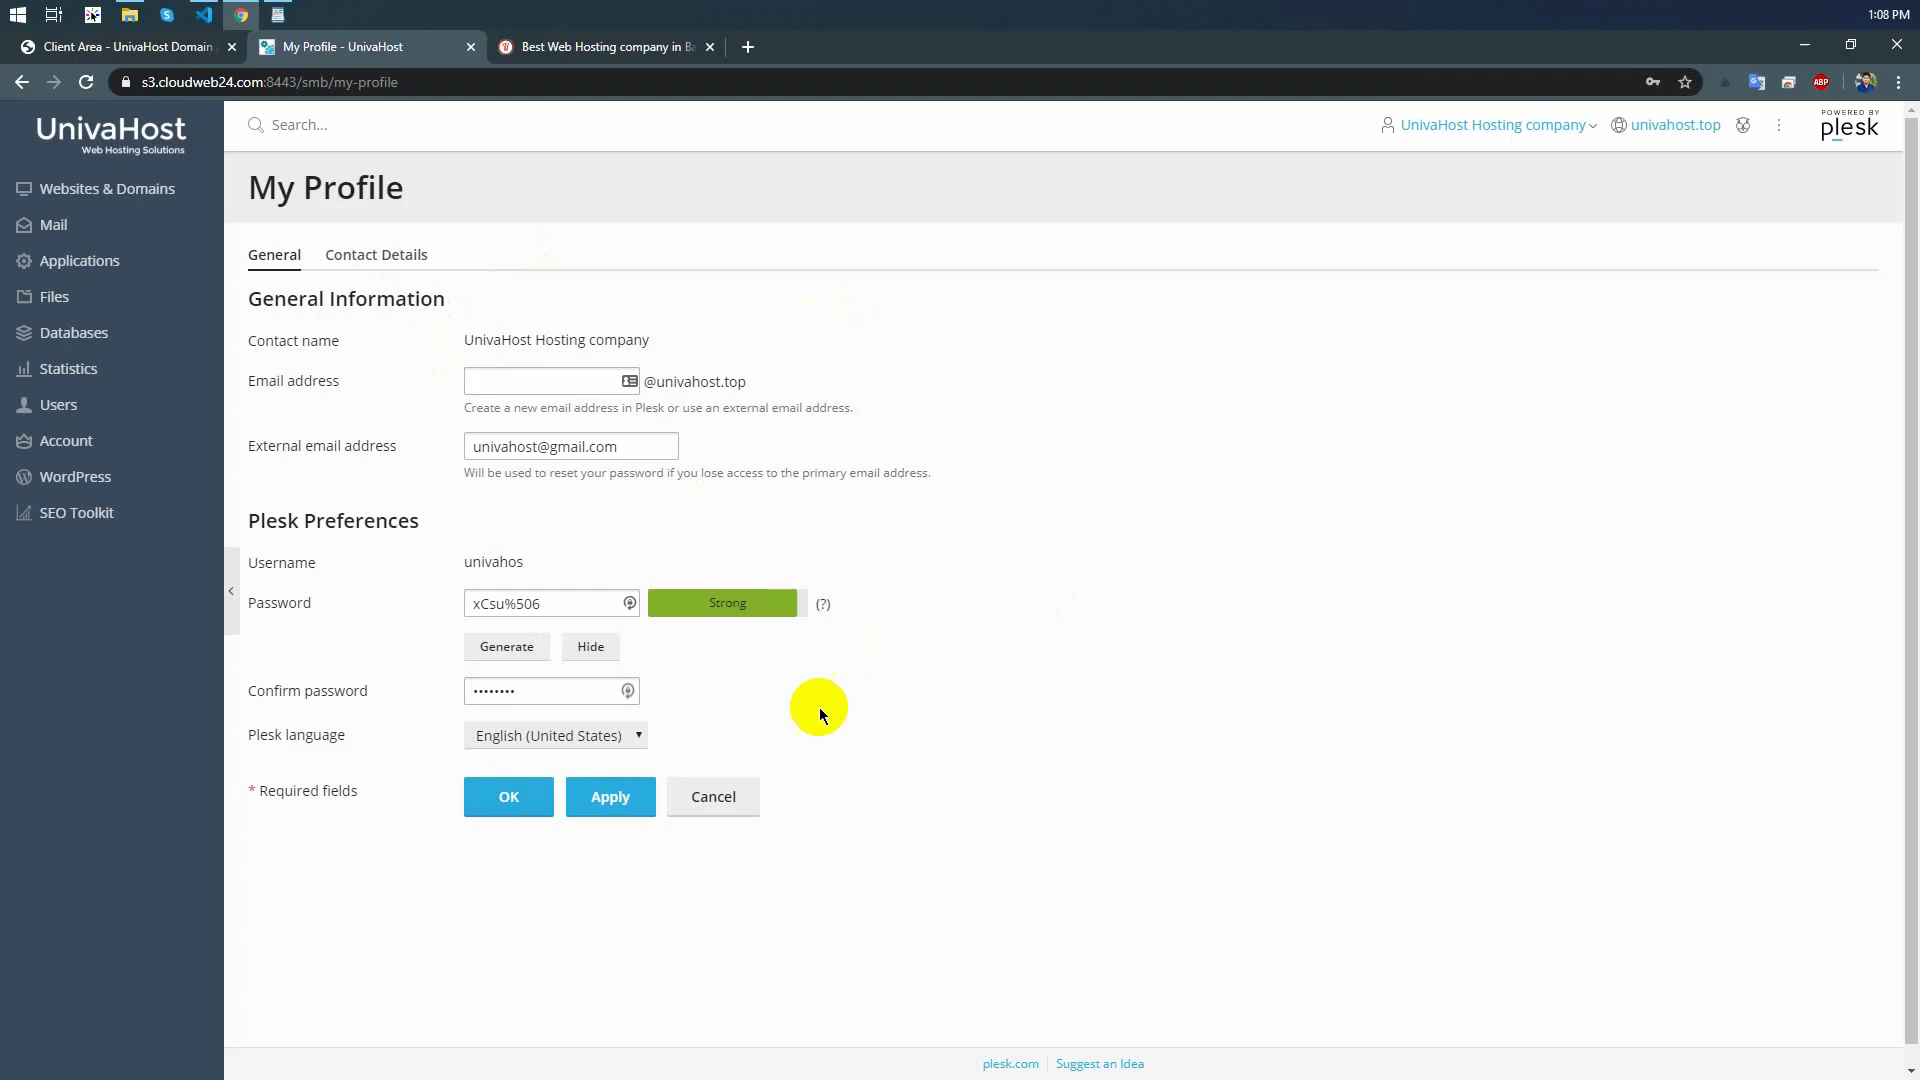 1:08 PM
Client Area - UnivaHost Domain
My Profile - UnivaHost
Best Web Hosting company in Ba
s3.cloudweb24.com:8443/smb/my-profile
ABP
UnivaHost
Web Hosting Solutions
Search...
UnivaHost Hosting company
univahost.top
POWERED BY
plesk
Websites & Domains
Mail
Applications
Files
Databases
Statistics
Users
Account
WordPress
SEO Toolkit
My Profile
General
Contact Details
General Information
Contact name
UnivaHost Hosting company
Email address
@univahost.top
Create a new email address in Plesk or use an external email address.
External email address
univahost@gmail.com
Will be used to reset your password if you lose access to the primary email address.
Plesk Preferences
Username
univahos
Password
xCsu%506
Strong
(?)
Generate
Hide
Confirm password
••••••••
Plesk language
English (United States)
* Required fields
OK
Apply
Cancel
plesk.com
Suggest an Idea